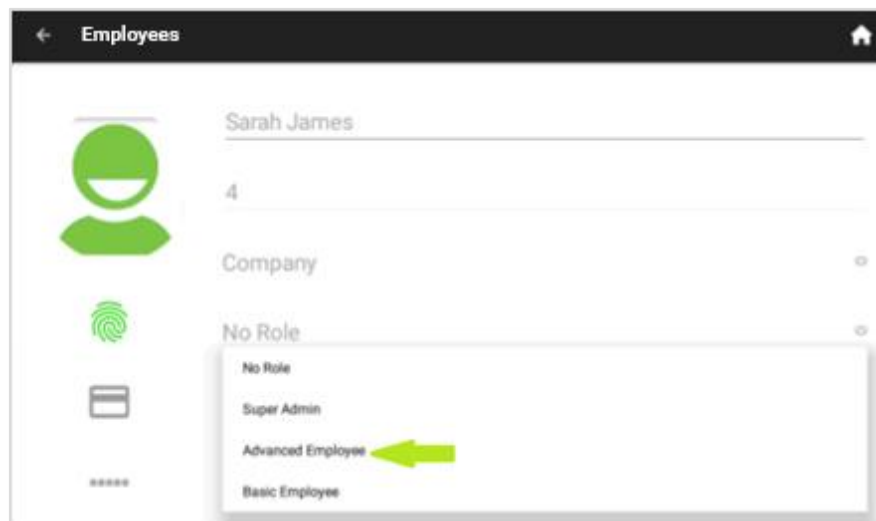 Employees
Sarah James
4
Company
No Role
No Role
Super Admin
Advanced Employee
Basic Employee